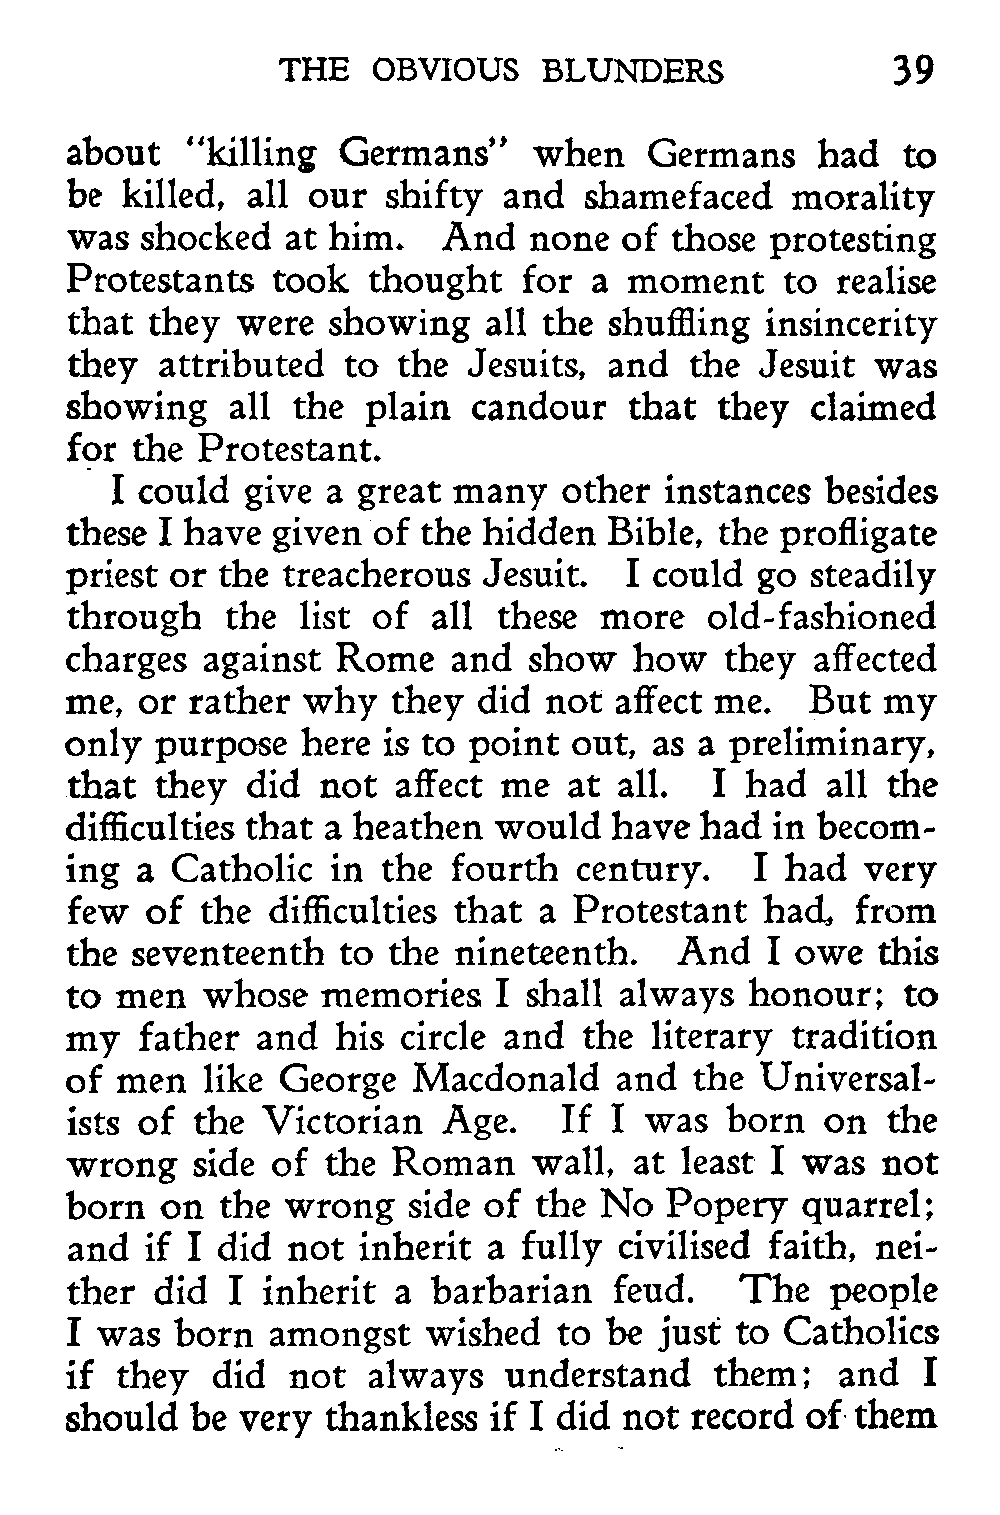 THE OBVIOUS BLUNDERS 39
about "killing Germans" when Germans had to
be killed, all our shifty and shamefaced morality
was shocked at him. And none of those protesting
Protestants took thought for a moment to realise
that they were showing all the shuffling insincerity
they attributed to the Jesuits, and the Jesuit was
showing all the plain candour that they claimed
for the Protestant.
I could give a great many other instances besides
these I have given of the hidden Bible, the profligate
priest or the treacherous Jesuit. I could go steadily
through the list of all these more old-fashioned
charges against Rome and show how they affected
me, or rather why they did not affect me. But my
only purpose here is to point out, as a preliminary,
that they did not affect me at all. I had all the
difficulties that a heathen would have had in becom-
ing a Catholic in the fourth century. I had very
few of the difficulties that a Protestant had, from
the seventeenth to the nineteenth. And I owe this
to men whose memories I shall always honour; to
my father and his circle and the literary tradition
of men like George Macdonald and the Universal-
ists of the Victorian Age. If I was born on the
wrong side of the Roman wall, at least I was not
born on the wrong side of the No Popery quarrel;
and if I did not inherit a fully civilised faith, nei-
ther did I inherit a barbarian feud. The people
I was born amongst wished to be just to Catholics
if they did not always understand them; and I
should be very thankless if I did not record of them